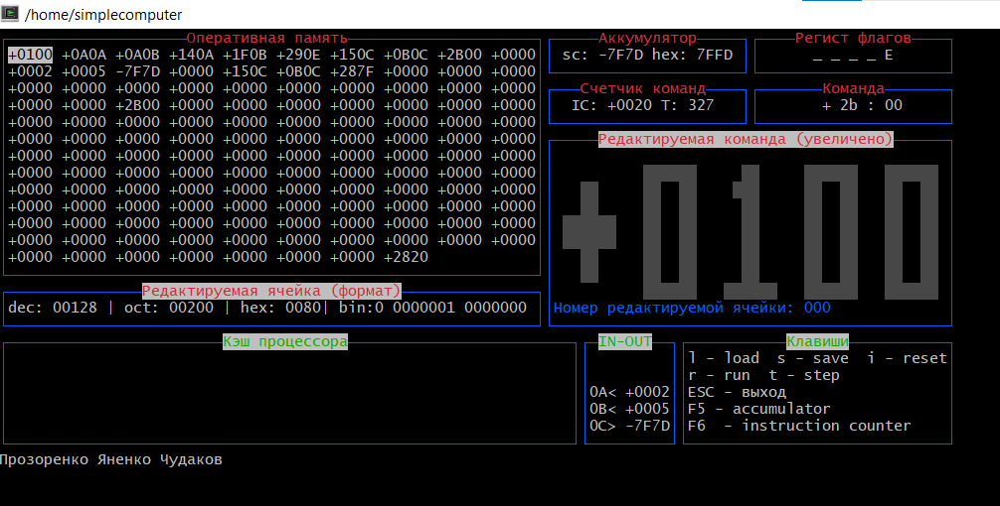 /home/simplecomputer
Оперативная память
+0100 +0A0A +0A0B +140A +1F0B +290E +150C +0B0C +2B00 +0000
+0002 +0005 -7F7D +0000 +150C +0B0C +287F +0000 +0000 +0000
+0000 +0000 +0000 +0000 +0000 +0000 +0000 +0000 +0000 +0000
+0000 +0000 +2B00 +0000 +0000 +0000 +0000 +0000 +0000 +0000
+0000 +0000 +0000 +0000 +0000 +0000 +0000 +0000 +0000 +0000
+0000 +0000 +0000 +0000 +0000 +0000 +0000 +0000 +0000 +0000
+0000 +0000 +0000 +0000 +0000 +0000 +0000 +0000 +0000 +0000
+0000 +0000 +0000 +0000 +0000 +0000 +0000 +0000 +0000 +0000
+0000 +0000 +0000 +0000 +0000 +0000 +0000 +0000 +0000 +0000
+0000 +0000 +0000 +0000 +0000 +0000 +0000 +0000 +0000 +0000
+0000 +0000 +0000 +0000 +0000 +0000 +0000 +0000 +0000 +0000
+0000 +0000 +0000 +0000 +0000 +0000 +0000 +0000 +0000 +0000
+0000 +0000 +0000 +0000 +0000 +0000 +0000 +2820
Аккумулятор
sc: -7F7D hex: 7FFD
Регист флагов
_ _ _ _ E
Счетчик команд
IC: +0020 T: 327
Команда
+ 2b : 00
Редактируемая команда (увеличено)
+0100
Номер редактируемой ячейки: 000
Редактируемая ячейка (формат)
dec: 00128 | oct: 00200 | hex: 0080| bin:0 0000001 0000000
Кэш процессора
IN-OUT
0A< +0002
0B< +0005
0C> -7F7D
Клавиши
l - load  s - save  i - reset
r - run  t - step
ESC - выход
F5 - accumulator
F6  - instruction counter
Прозоренко Яненко Чудаков